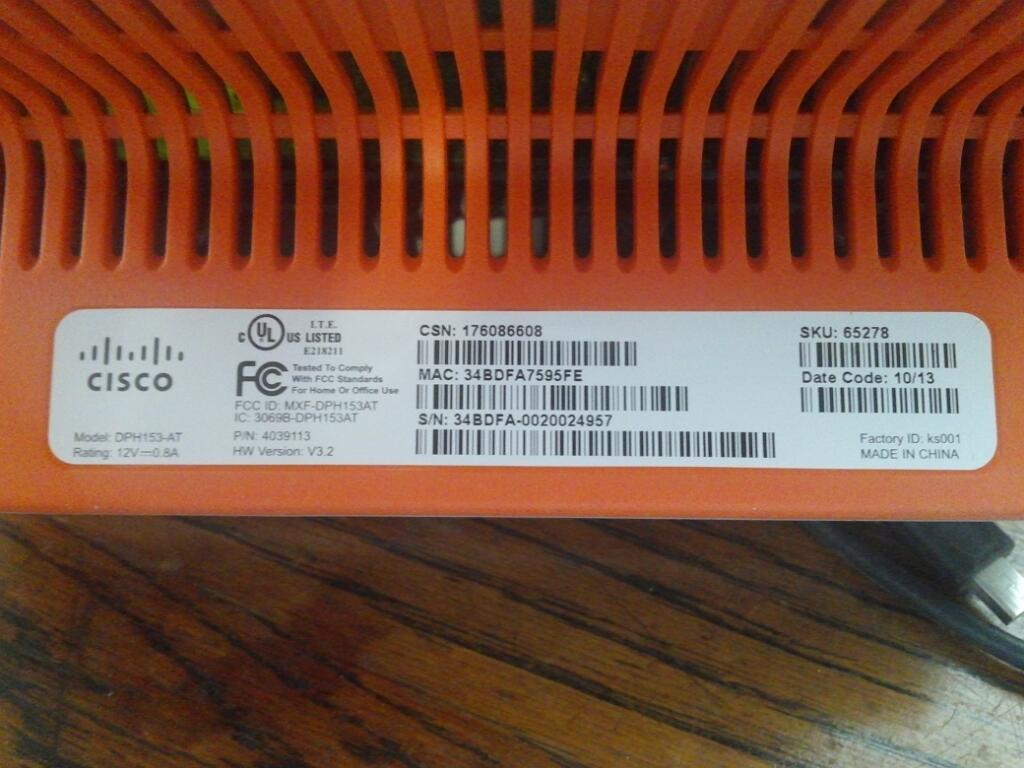 CISCO
Model: DPH153-AT
Rating: 12V⎓0.8A
C UL US LISTED
I.T.E.
E218211
FC Tested To Comply
With FCC Standards
For Home Or Office Use
FCC ID: MXF-DPH153AT
IC: 3069B-DPH153AT
P/N: 4039113
HW Version: V3.2
CSN: 176086608
MAC: 34BDFA7595FE
S/N: 34BDFA-0020024957
SKU: 65278
Date Code: 10/13
Factory ID: ks001
MADE IN CHINA